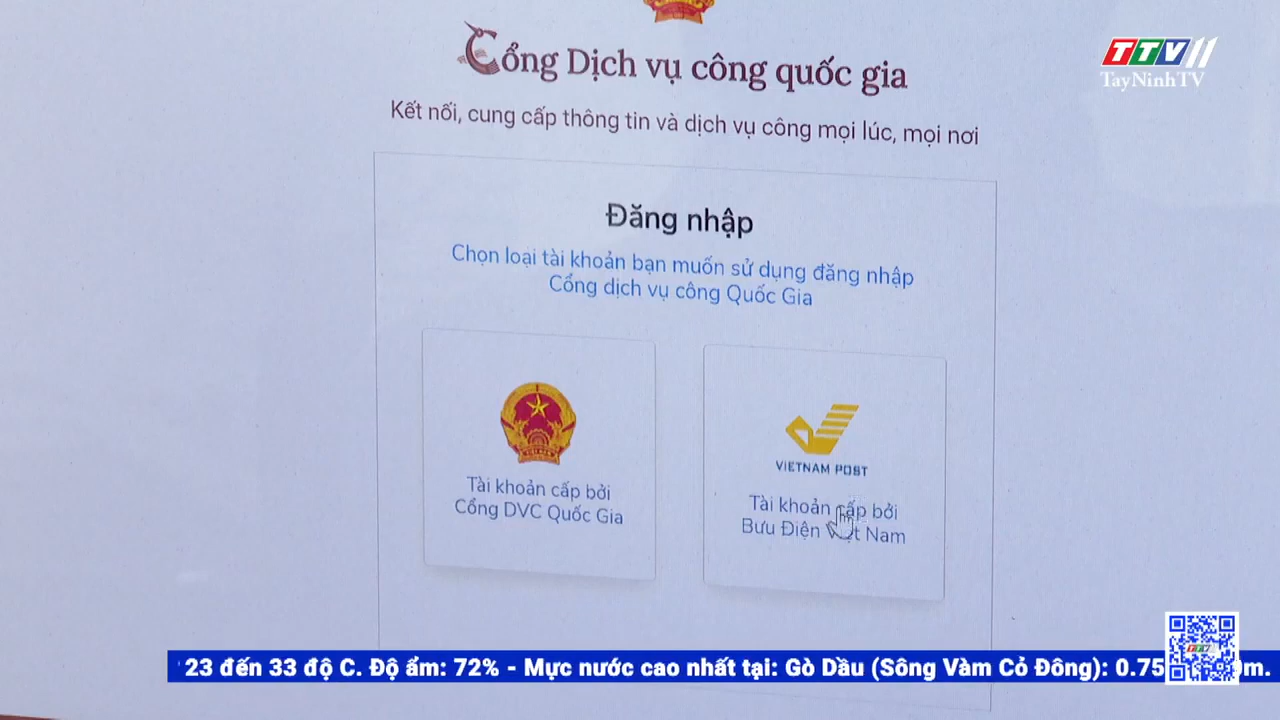 Cổng Dịch vụ công quốc gia
TTV11
TayNinhTV
Kết nối, cung cấp thông tin và dịch vụ công mọi lúc, mọi nơi
Đăng nhập
Chọn loại tài khoản bạn muốn sử dụng đăng nhập
Cổng dịch vụ công Quốc Gia
VIETNAM POST
Tài khoản cấp bởi
Cổng DVC Quốc Gia
Tài khoản cấp bởi
Bưu Điện Việt Nam
23 đến 33 độ C. Độ ẩm: 72% - Mực nước cao nhất tại: Gò Dầu (Sông Vàm Cỏ Đông): 0.75